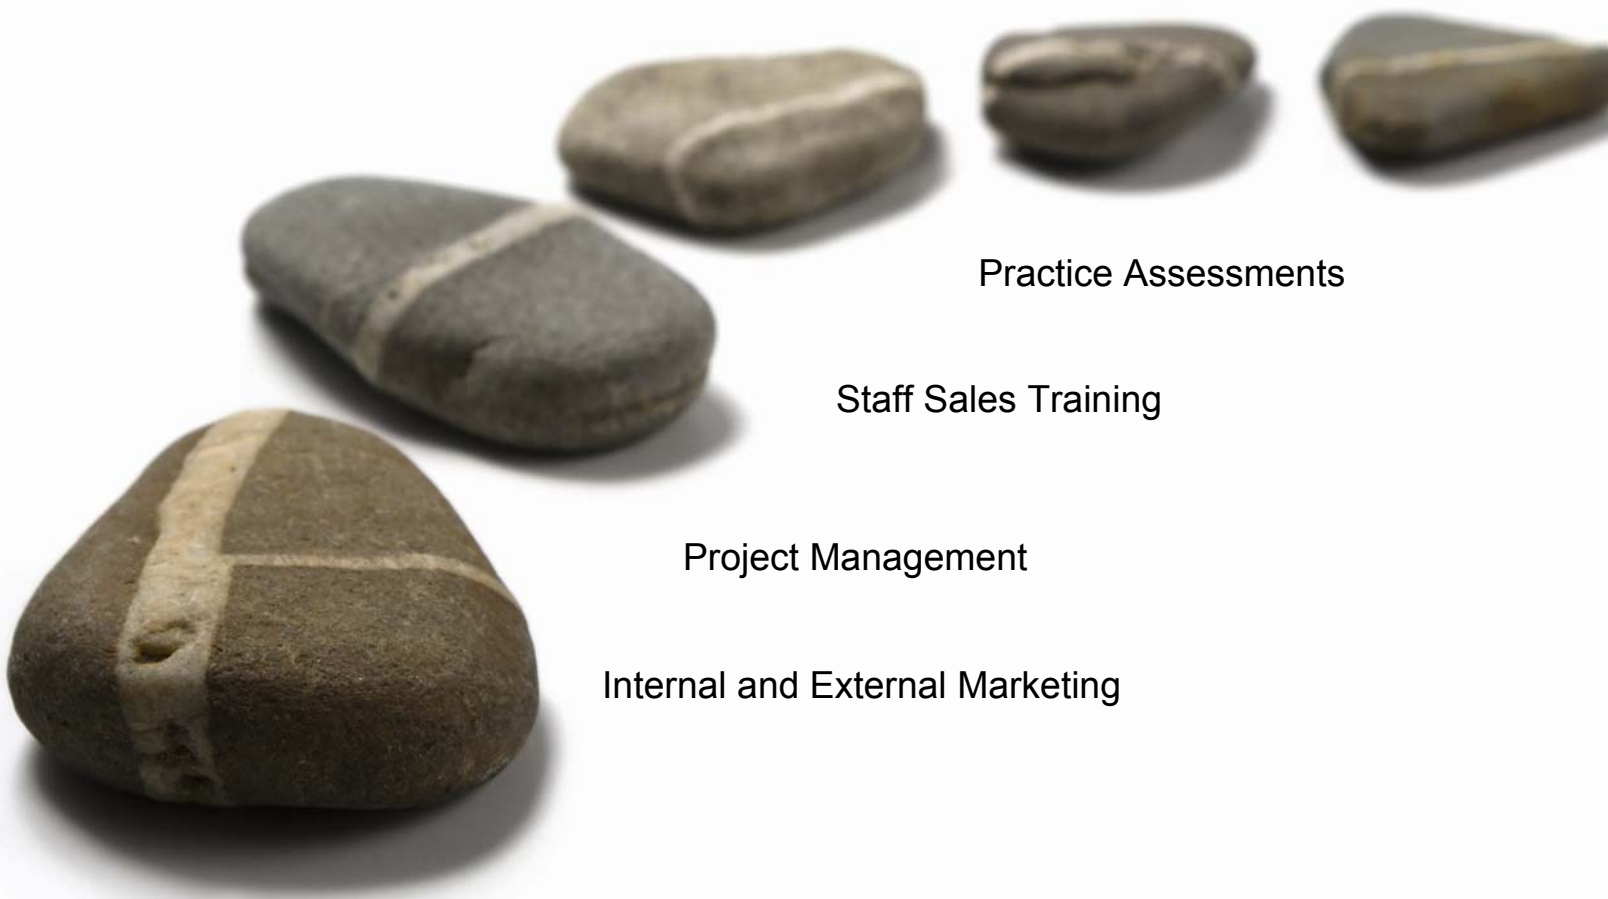 Practice Assessments
Staff Sales Training
Project Management
Internal and External Marketing